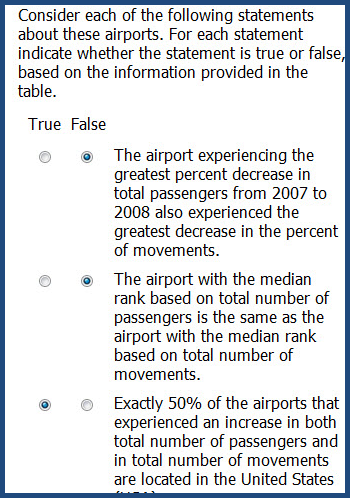 Consider each of the following statements
about these airports. For each statement
indicate whether the statement is true or false,
based on the information provided in the
table.
True False
The airport experiencing the
greatest percent decrease in
total passengers from 2007 to
2008 also experienced the
greatest decrease in the percent
of movements.
The airport with the median
rank based on total number of
passengers is the same as the
airport with the median rank
based on total number of
movements.
Exactly 50% of the airports that
experienced an increase in both
total number of passengers and
in total number of movements
are located in the United States